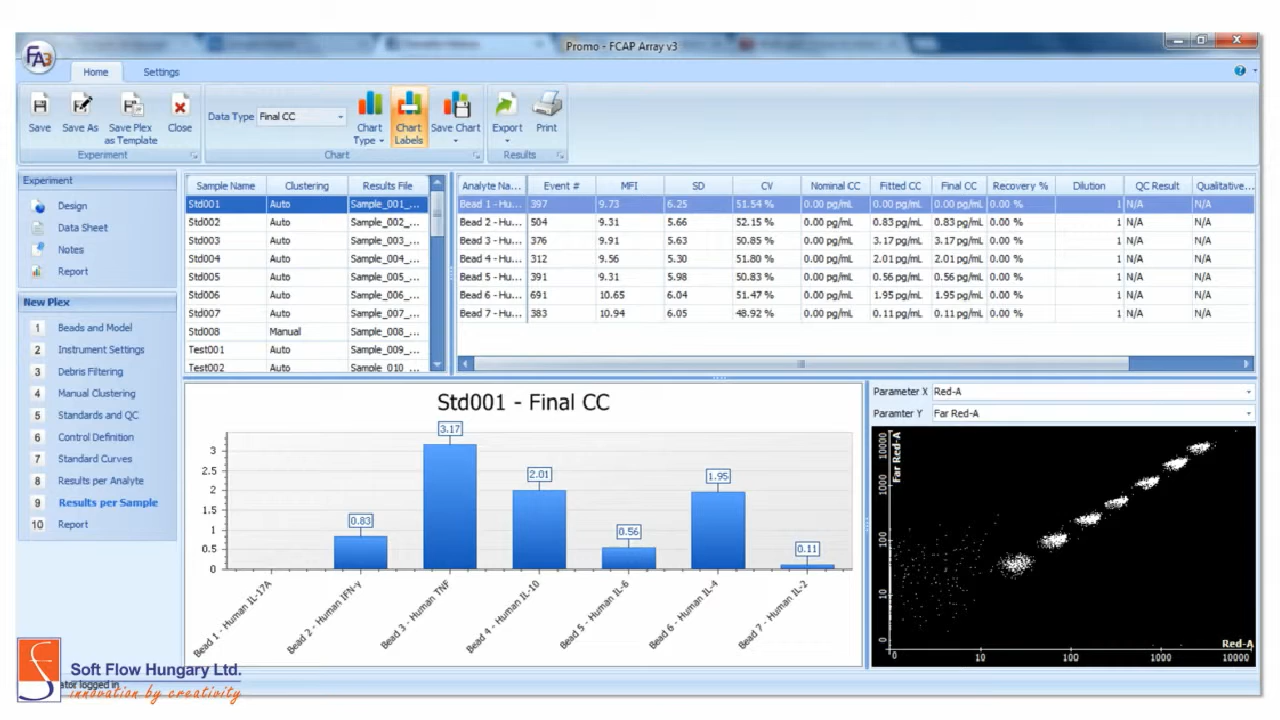 Promo - FCAP Array v3
FA3
Home Settings
Save Save As Save Plex as Template Close
Experiment
Data Type Final CC
Chart Type Chart Labels Save Chart
Chart
Export Print
Results
Experiment
Design
Data Sheet
Notes
Report
New Plex
1 Beads and Model
2 Instrument Settings
3 Debris Filtering
4 Manual Clustering
5 Standards and QC
6 Control Definition
7 Standard Curves
8 Results per Analyte
9 Results per Sample
10 Report
Sample Name Clustering Results File
Std001 Auto Sample_001_...
Std002 Auto Sample_002_...
Std003 Auto Sample_003_...
Std004 Auto Sample_004_...
Std005 Auto Sample_005_...
Std006 Auto Sample_006_...
Std007 Auto Sample_007_...
Std008 Manual Sample_008_...
Test001 Auto Sample_009_...
Test002 Auto Sample_010_...
Analyte Na... Event # MFI SD CV Nominal CC Fitted CC Final CC Recovery % Dilution QC Result Qualitative...
Bead 1 - Hu... 397 9.73 6.25 51.54 % 0.00 pg/mL 0.00 pg/mL 0.00 pg/mL 0.00 % 1 N/A N/A
Bead 2 - Hu... 504 9.31 5.66 52.15 % 0.00 pg/mL 0.83 pg/mL 0.83 pg/mL 0.00 % 1 N/A N/A
Bead 3 - Hu... 376 9.91 5.63 50.85 % 0.00 pg/mL 3.17 pg/mL 3.17 pg/mL 0.00 % 1 N/A N/A
Bead 4 - Hu... 312 9.56 5.30 51.80 % 0.00 pg/mL 2.01 pg/mL 2.01 pg/mL 0.00 % 1 N/A N/A
Bead 5 - Hu... 391 9.31 5.98 50.83 % 0.00 pg/mL 0.56 pg/mL 0.56 pg/mL 0.00 % 1 N/A N/A
Bead 6 - Hu... 691 10.65 6.04 51.47 % 0.00 pg/mL 1.95 pg/mL 1.95 pg/mL 0.00 % 1 N/A N/A
Bead 7 - Hu... 383 10.94 6.05 48.92 % 0.00 pg/mL 0.11 pg/mL 0.11 pg/mL 0.00 % 1 N/A N/A
Std001 - Final CC
3
2.5
2
1.5
1
0.5
0
0.83 3.17 2.01 0.56 1.95 0.11
Bead 1 - Human IL-17A
Bead 2 - Human IFN-γ
Bead 3 - Human TNF
Bead 4 - Human IL-10
Bead 5 - Human IL-6
Bead 6 - Human IL-4
Bead 7 - Human IL-2
Parameter X Red-A
Paramter Y Far Red-A
Far Red-A
10000
1000
100
10
0
0 10 100 1000 10000
Red-A
Soft Flow Hungary Ltd.
innovation by creativity
ator logged in